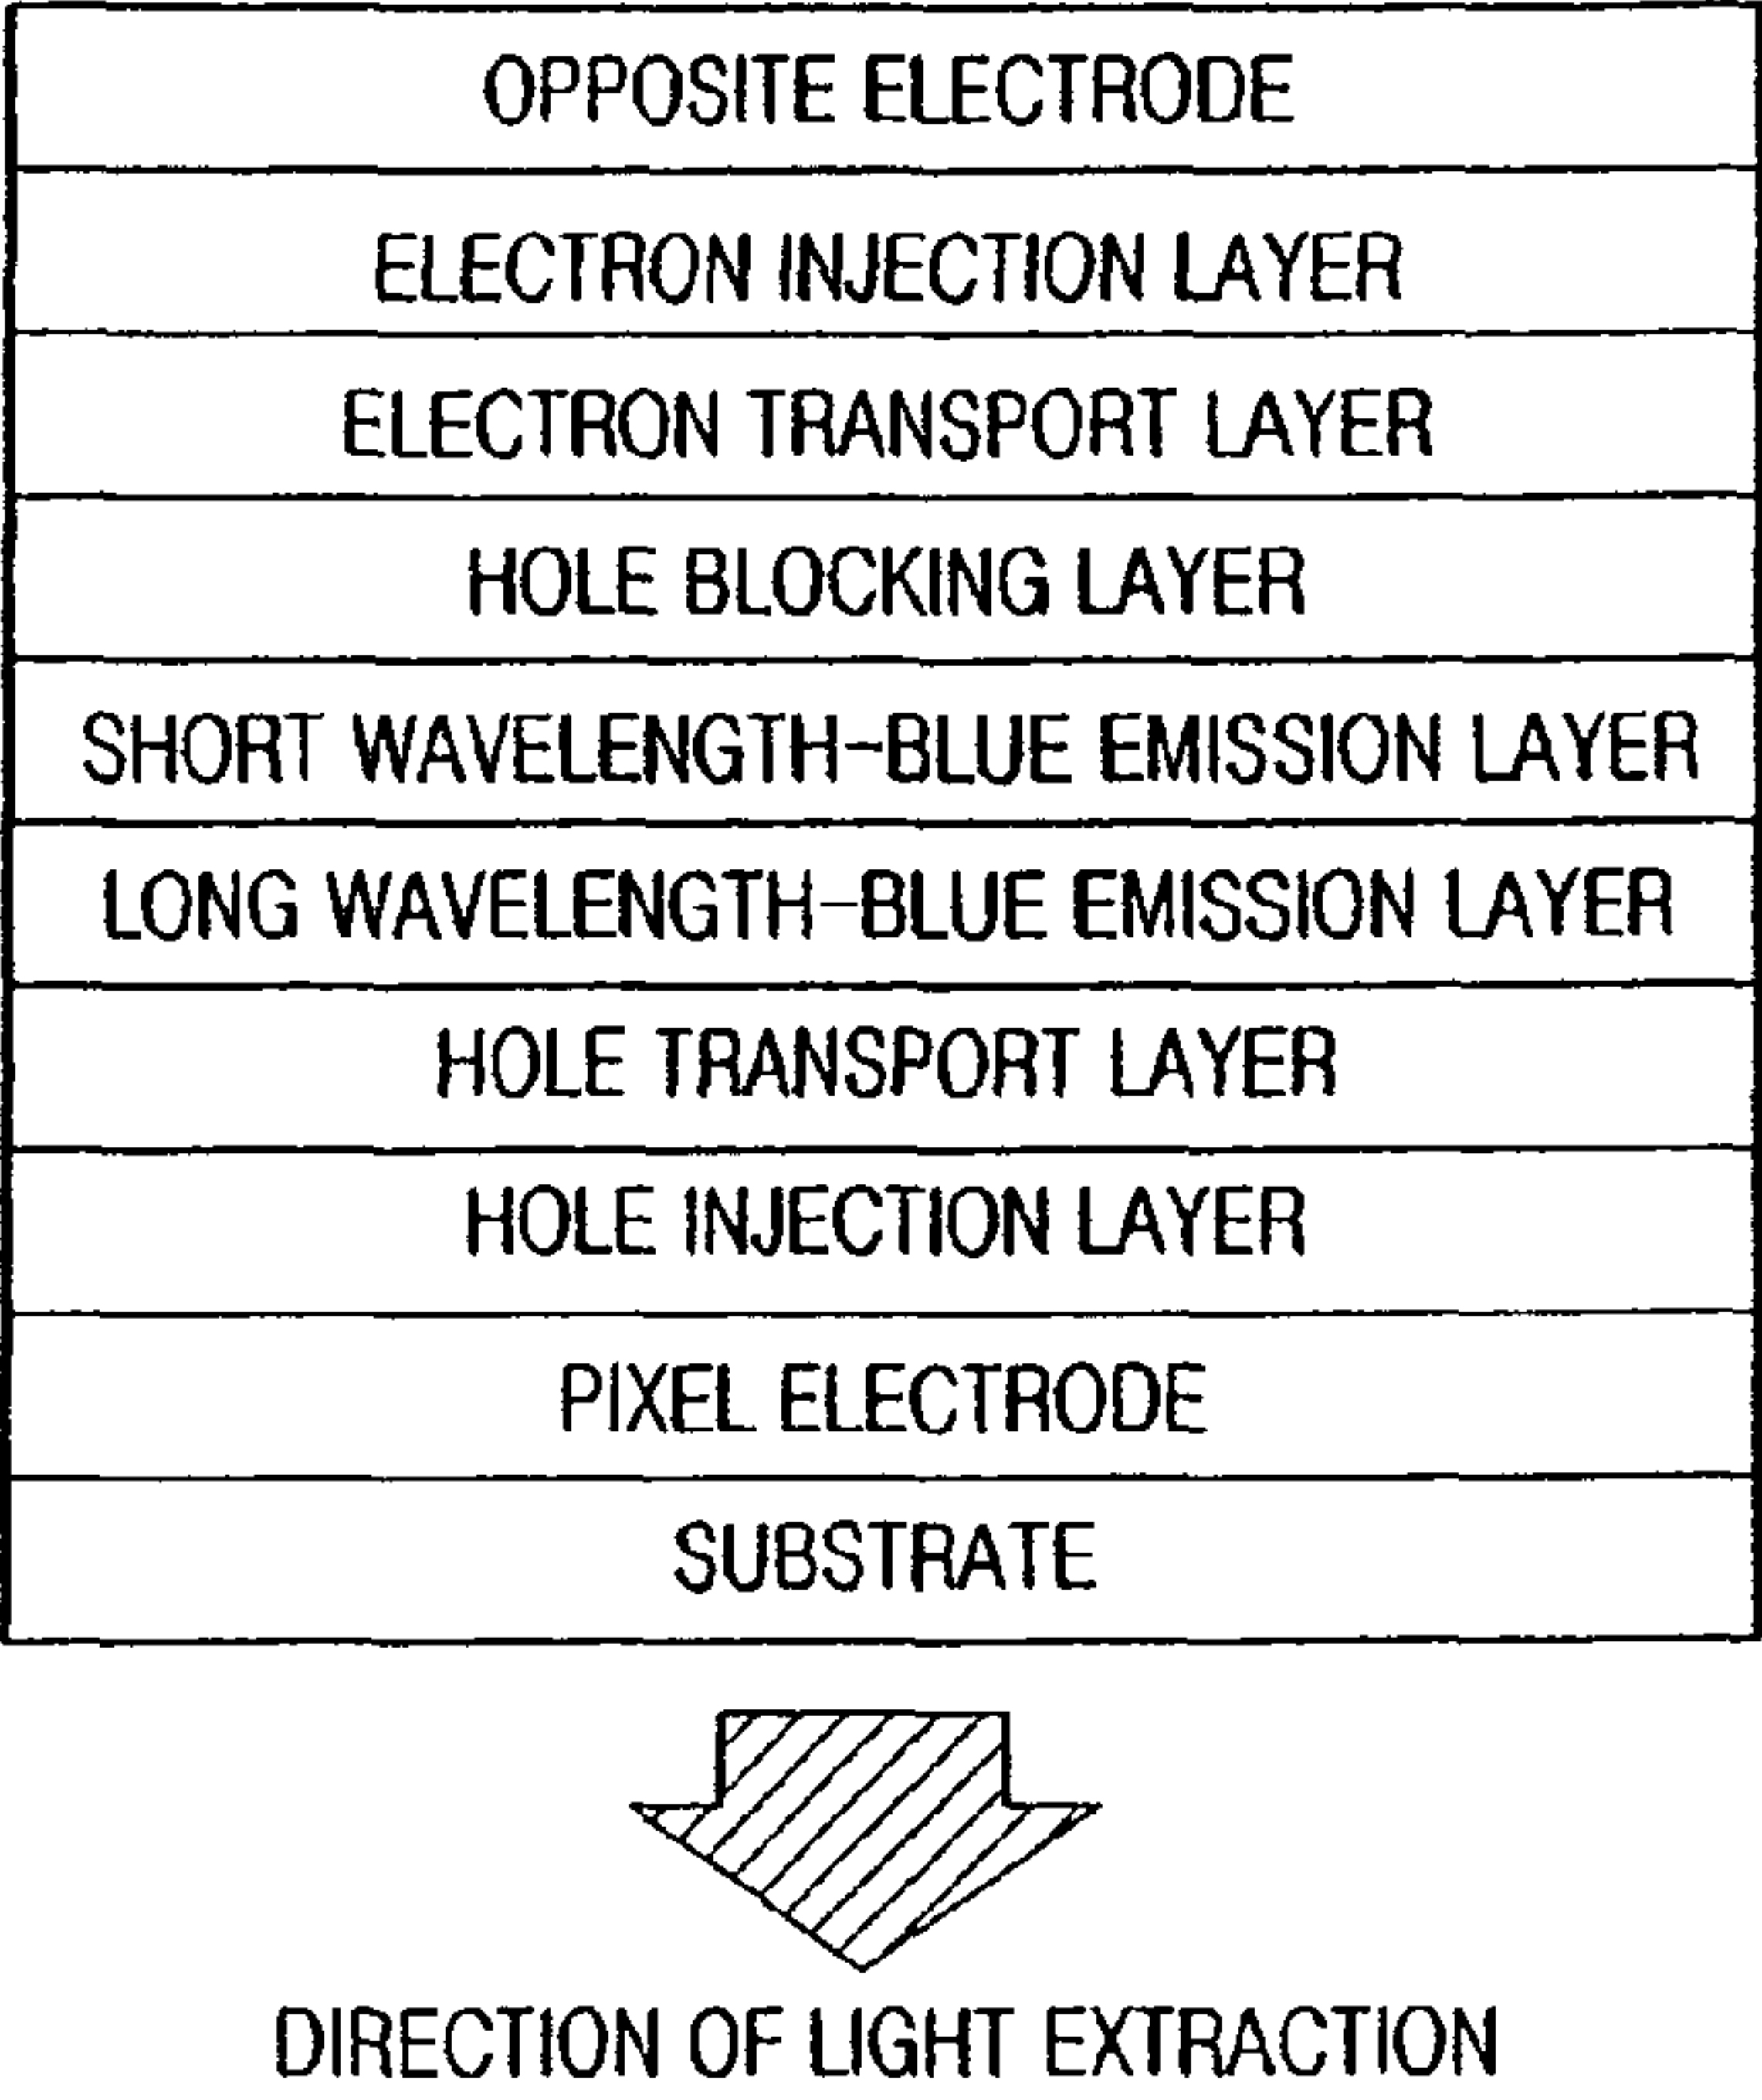 OPPOSITE ELECTRODE
ELECTRON INJECTION LAYER
ELECTRON TRANSPORT LAYER
HOLE BLOCKING LAYER
SHORT WAVELENGTH-BLUE EMISSION LAYER
LONG WAVELENGTH-BLUE EMISSION LAYER
HOLE TRANSPORT LAYER
HOLE INJECTION LAYER
PIXEL ELECTRODE
SUBSTRATE
DIRECTION OF LIGHT EXTRACTION